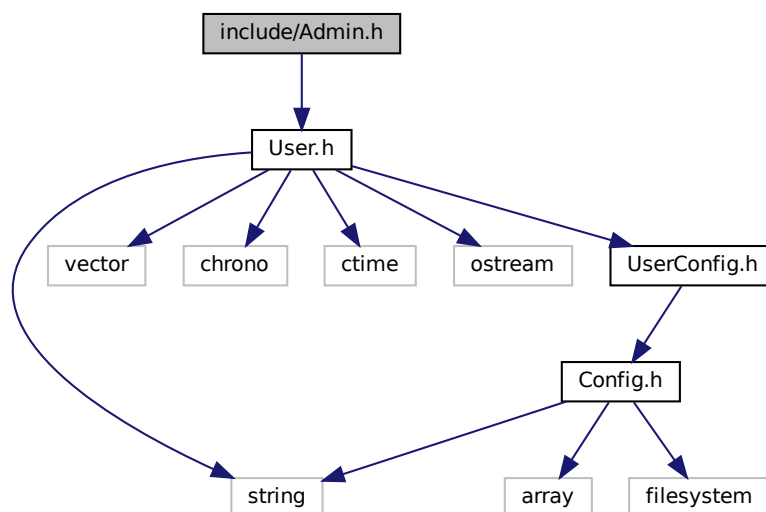 include/Admin.h
User.h
vector
chrono
ctime
ostream
UserConfig.h
Config.h
string
array
filesystem